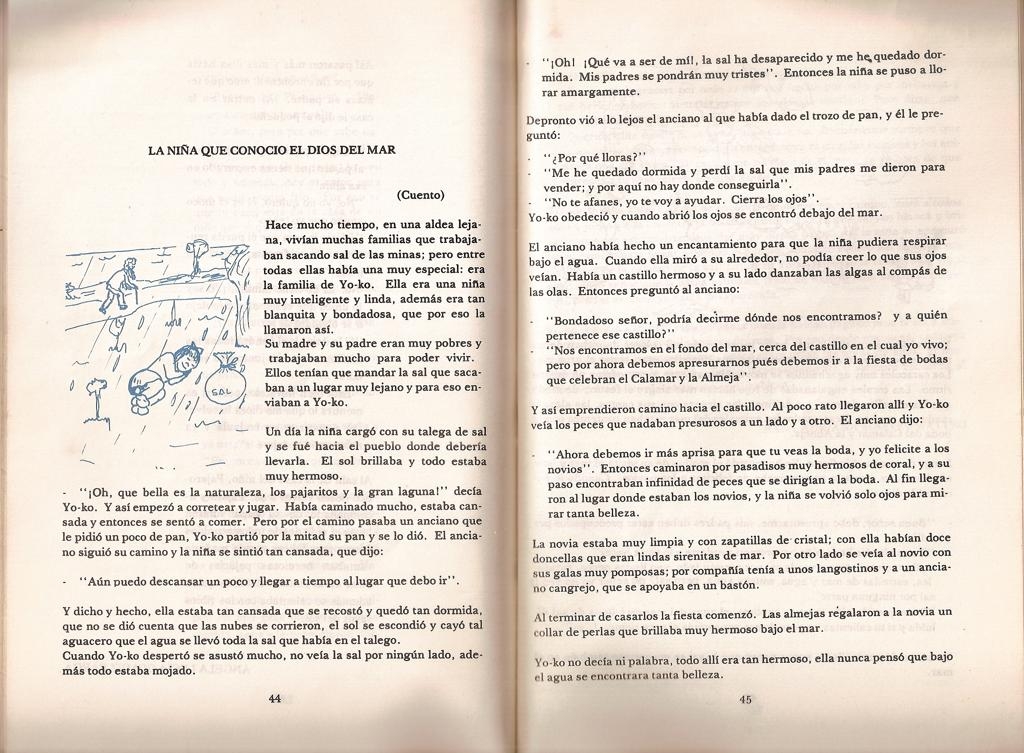 LA NIÑA QUE CONOCIO EL DIOS DEL MAR
(Cuento)
Hace mucho tiempo, en una aldea leja-
na, vivían muchas familias que trabaja-
ban sacando sal de las minas; pero entre
todas ellas había una muy especial: era
la familia de Yo-ko. Ella era una niña
muy inteligente y linda, además era tan
blanquita y bondadosa, que por eso la
llamaron así.
Su madre y su padre eran muy pobres y
trabajaban mucho para poder vivir.
Ellos tenían que mandar la sal que saca-
ban a un lugar muy lejano y para eso en-
viaban a Yo-ko.
Un día la niña cargó con su talega de sal
y se fué hacia el pueblo donde debería
llevarla. El sol brillaba y todo estaba
muy hermoso.
SAL
- "¡Oh, que bella es la naturaleza, los pajaritos y la gran laguna!" decía
Yo-ko. Y así empezó a corretear y jugar. Había caminado mucho, estaba can-
sada y entonces se sentó a comer. Pero por el camino pasaba un anciano que
le pidió un poco de pan, Yo-ko partió por la mitad su pan y se lo dió. El ancia-
no siguió su camino y la niña se sintió tan cansada, que dijo:
- "Aún puedo descansar un poco y llegar a tiempo al lugar que debo ir".
Y dicho y hecho, ella estaba tan cansada que se recostó y quedó tan dormida,
que no se dió cuenta que las nubes se corrieron, el sol se escondió y cayó tal
aguacero que el agua se llevó toda la sal que había en el talego.
Cuando Yo-ko despertó se asustó mucho, no veía la sal por ningún lado, ade-
más todo estaba mojado.
44
- "¡Oh! ¡Qué va a ser de mí!, la sal ha desaparecido y me he quedado dor-
mida. Mis padres se pondrán muy tristes". Entonces la niña se puso a llo-
rar amargamente.
Depronto vió a lo lejos el anciano al que había dado el trozo de pan, y él le pre-
guntó:
- "¿Por qué lloras?"
- "Me he quedado dormida y perdí la sal que mis padres me dieron para
vender; y por aquí no hay donde conseguirla".
- "No te afanes, yo te voy a ayudar. Cierra los ojos".
Yo-ko obedeció y cuando abrió los ojos se encontró debajo del mar.
El anciano había hecho un encantamiento para que la niña pudiera respirar
bajo el agua. Cuando ella miró a su alrededor, no podía creer lo que sus ojos
veían. Había un castillo hermoso y a su lado danzaban las algas al compás de
las olas. Entonces preguntó al anciano:
- "Bondadoso señor, podría decirme dónde nos encontramos? y a quién
pertenece ese castillo?"
- "Nos encontramos en el fondo del mar, cerca del castillo en el cual yo vivo;
pero por ahora debemos apresurarnos pués debemos ir a la fiesta de bodas
que celebran el Calamar y la Almeja".
Y así emprendieron camino hacia el castillo. Al poco rato llegaron allí y Yo-ko
veía los peces que nadaban presurosos a un lado y a otro. El anciano dijo:
- "Ahora debemos ir más aprisa para que tu veas la boda, y yo felicite a los
novios". Entonces caminaron por pasadisos muy hermosos de coral, y a su
paso encontraban infinidad de peces que se dirigían a la boda. Al fin llega-
ron al lugar donde estaban los novios, y la niña se volvió solo ojos para mi-
rar tanta belleza.
La novia estaba muy limpia y con zapatillas de cristal; con ella habían doce
doncellas que eran lindas sirenitas de mar. Por otro lado se veía al novio con
sus galas muy pomposas; por compañía tenía a unos langostinos y a un ancia-
no cangrejo, que se apoyaba en un bastón.
Al terminar de casarlos la fiesta comenzó. Las almejas regalaron a la novia un
collar de perlas que brillaba muy hermoso bajo el mar.
Yo-ko no decía ni palabra, todo allí era tan hermoso, ella nunca pensó que bajo
el agua se encontrara tanta belleza.
45